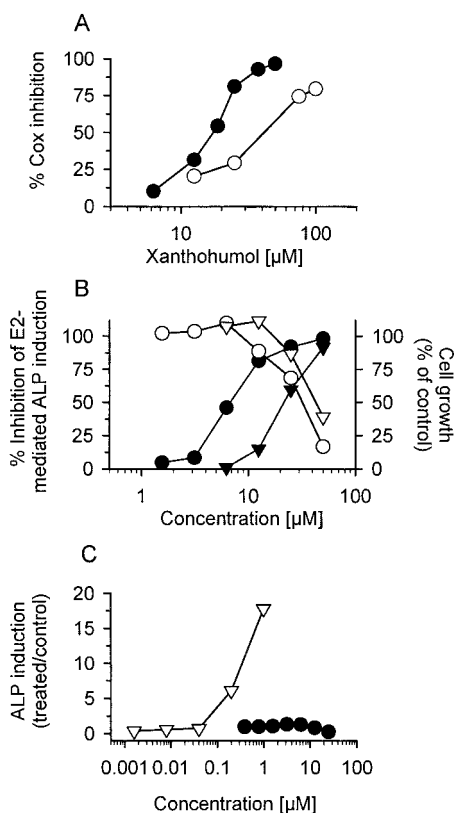 A
% Cox inhibition
100
75
50
25
0
10
100
Xanthohumol [µM]
B
% Inhibition of E2-
mediated ALP induction
100
75
50
25
0
100
75
50
25
0
Cell growth
(% of control)
1
10
100
Concentration [µM]
C
ALP induction
(treated/control)
20
15
10
5
0
0.001
0.01
0.1
1
10
100
Concentration [µM]